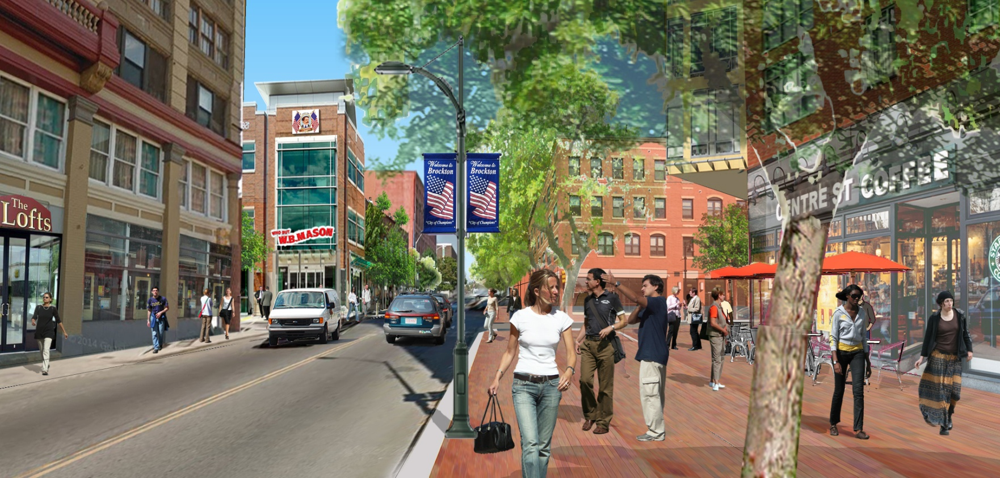 The
Lofts
WHO BUT
W.B.MASON
Welcome to
Brockton
"City of Champions"
Welcome to
Brockton
"City of Champions"
CENTRE ST COFFEE
© 2014